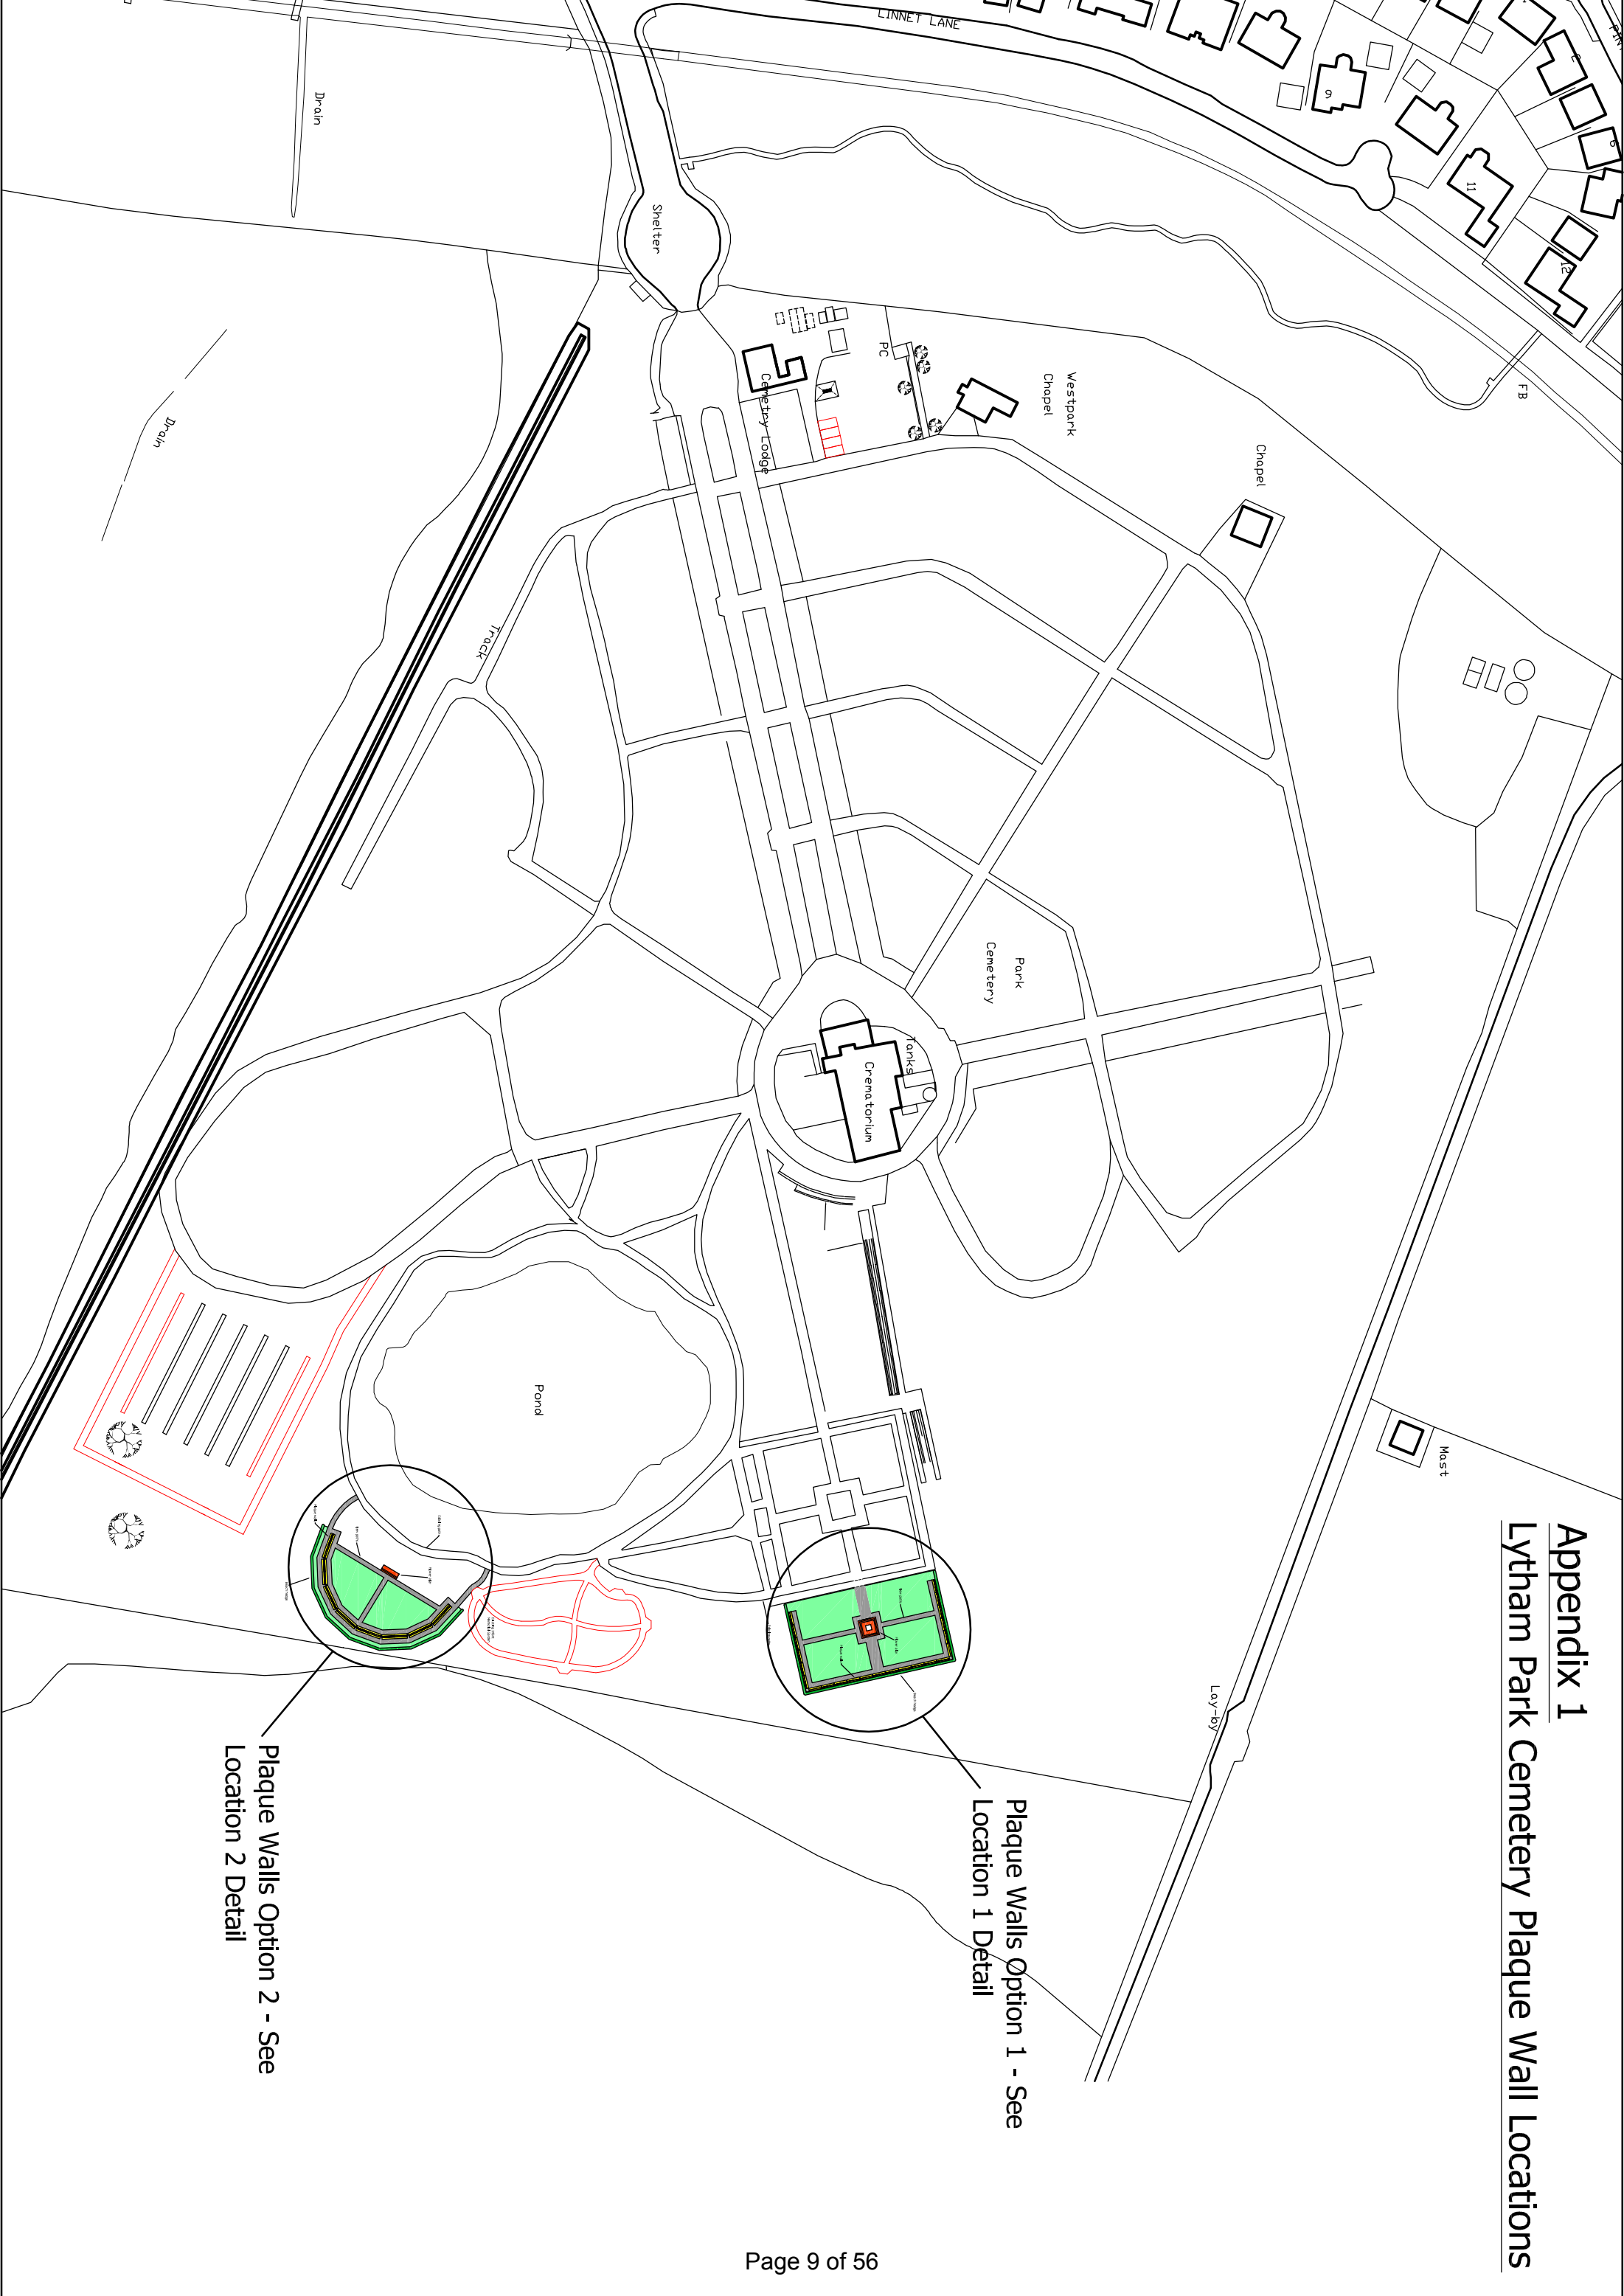 Appendix 1
Lytham Park Cemetery Plaque Wall Locations
LINNET LANE
9
11
12
FB
Drain
Shelter
PC
Westpark
Chapel
Cemetry Lodge
Chapel
Drain
Track
Park
Cemetery
Tanks
Crematorium
Pond
Mast
Lay-by
Plaque Walls Option 1 - See
Location 1 Detail
Plaque Walls Option 2 - See
Location 2 Detail
Page 9 of 56